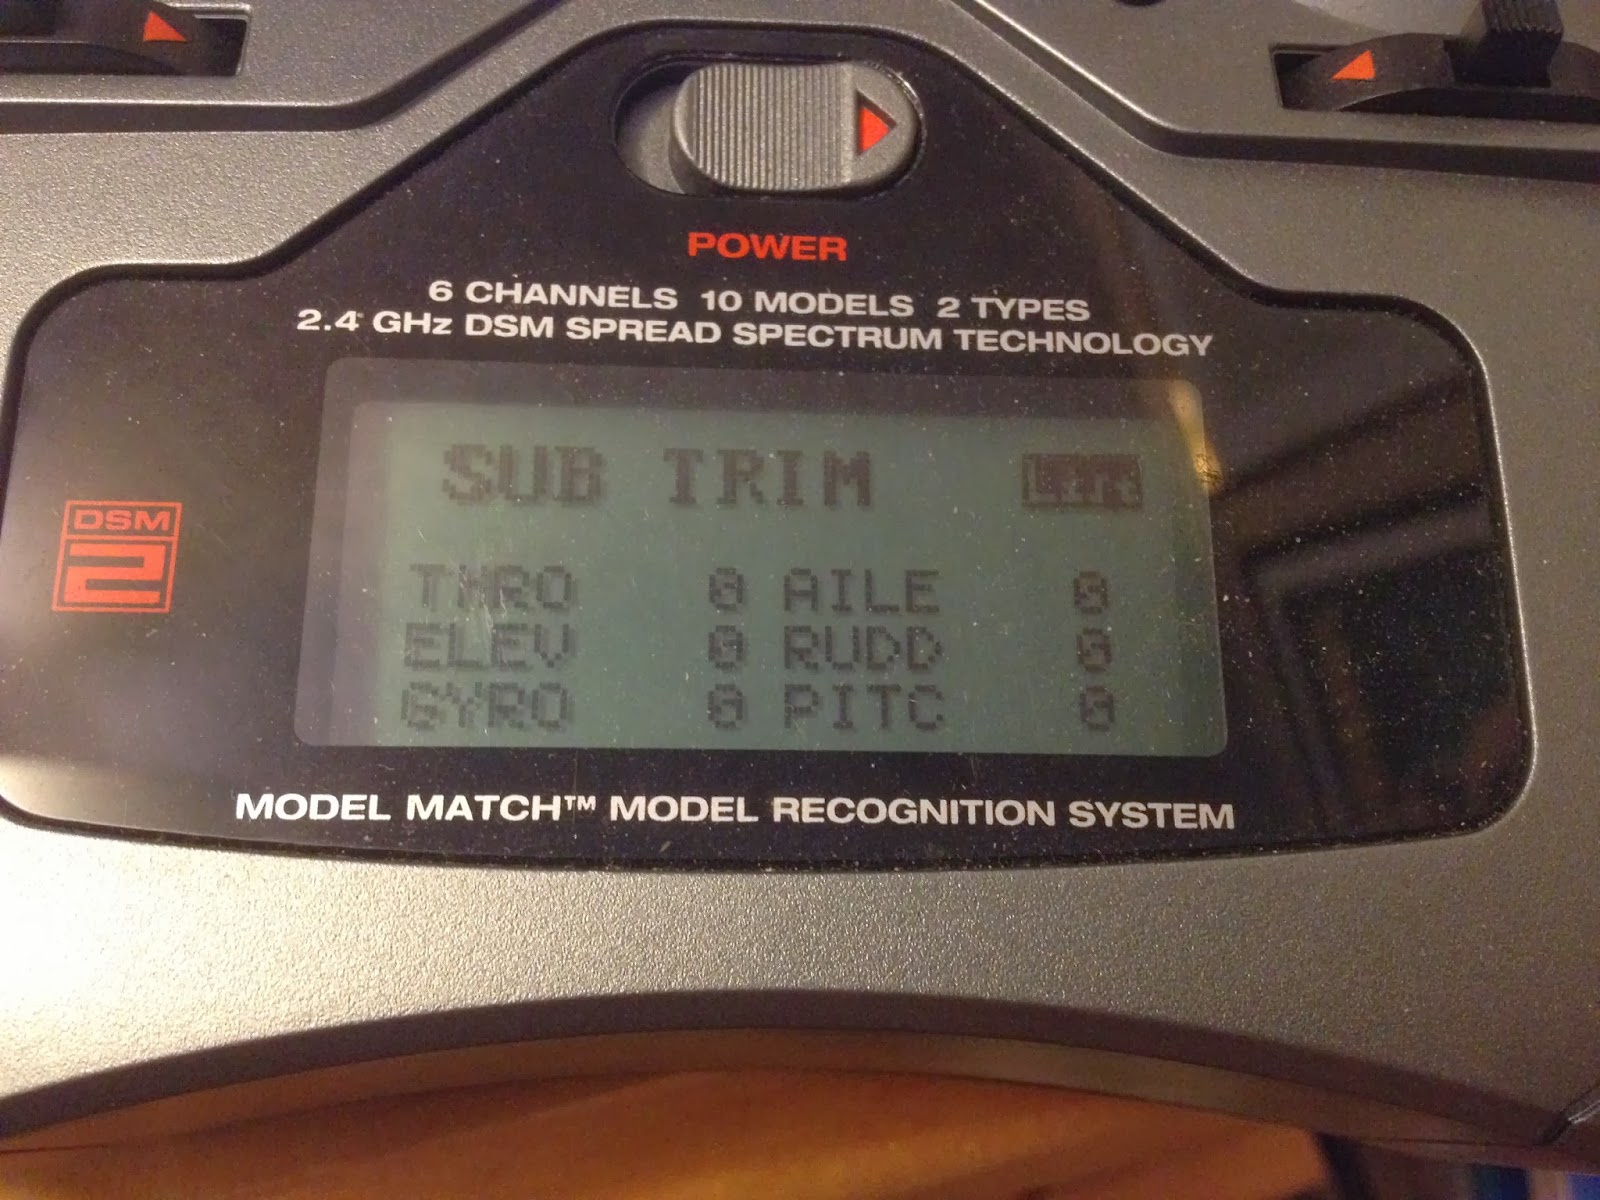 POWER
6 CHANNELS 10 MODELS 2 TYPES
2.4 GHz DSM SPREAD SPECTRUM TECHNOLOGY
SUB TRIM
THRO 0 AILE 0
ELEV 0 RUDD 0
GYRO 0 PITC 0
DSM
2
MODEL MATCH™ MODEL RECOGNITION SYSTEM